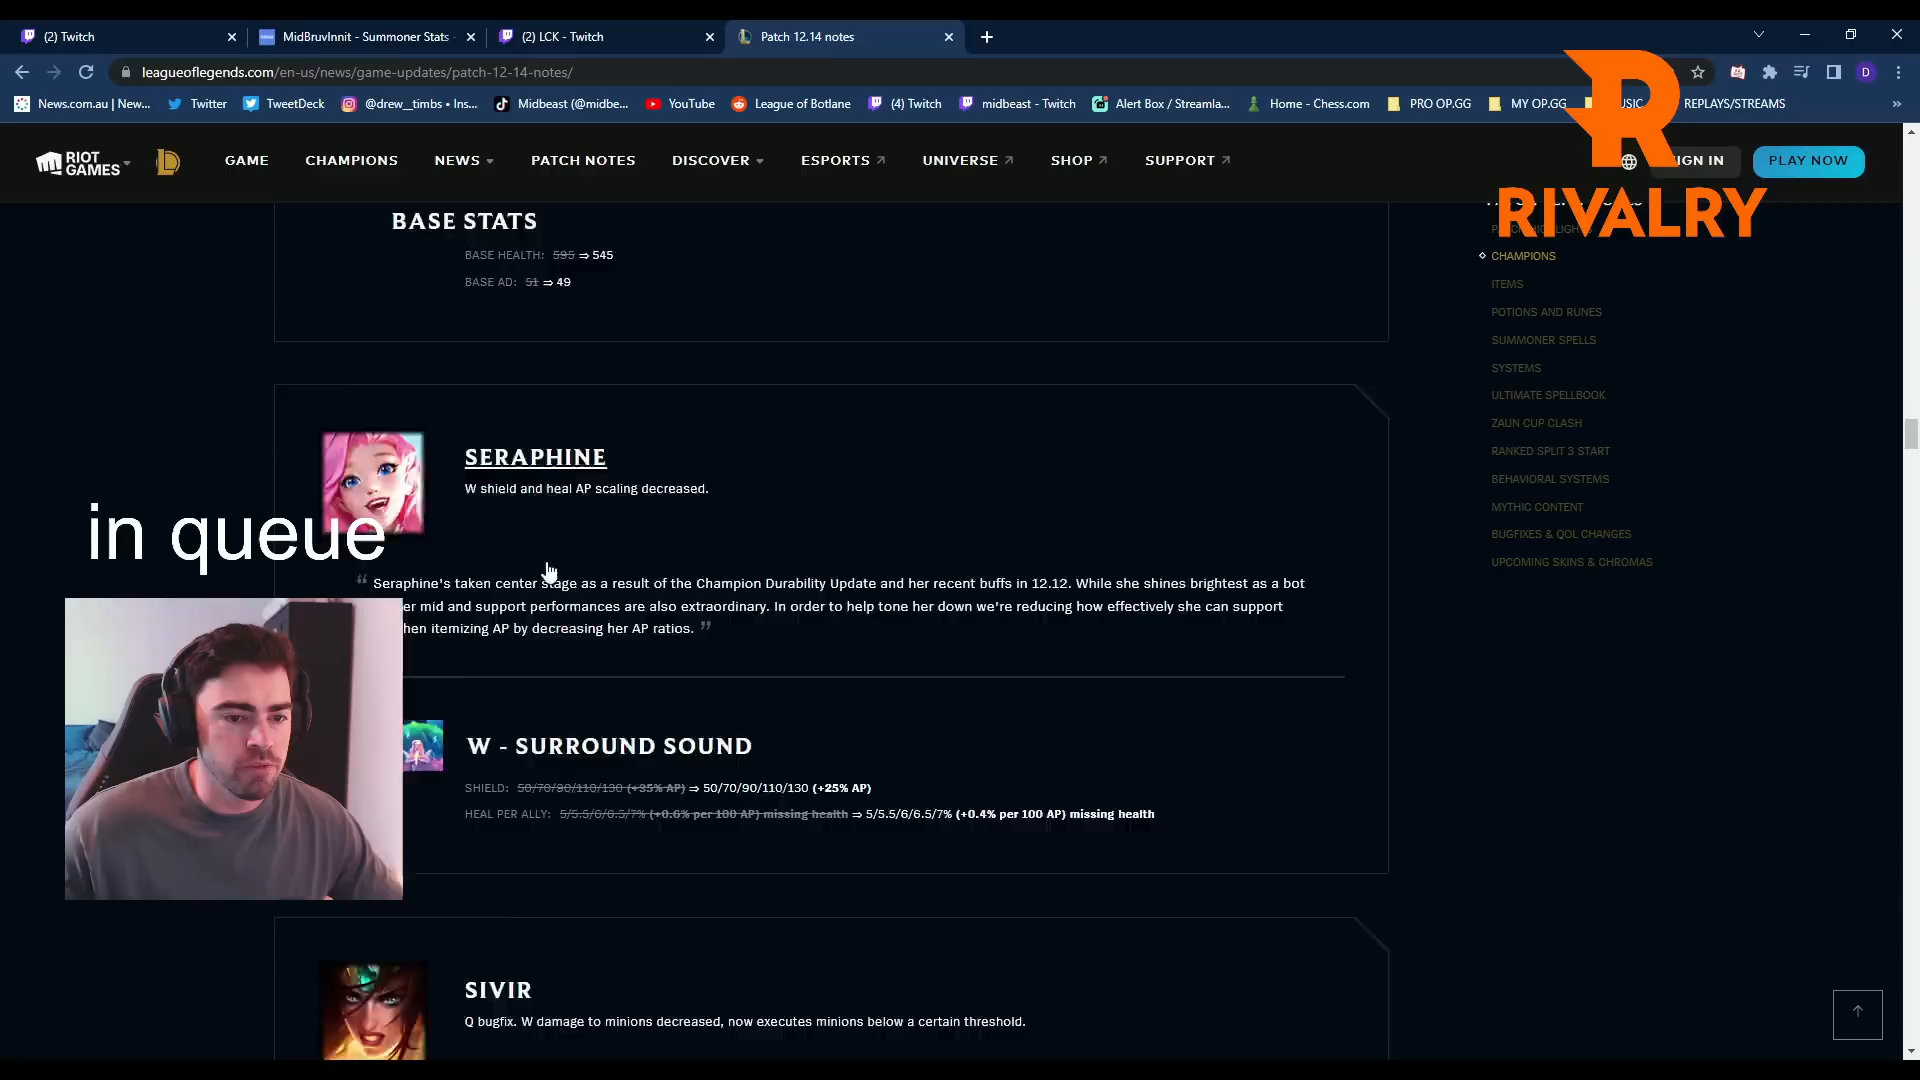 (2) Twitch
MidBruvInnit - Summoner Stats -
(2) LCK - Twitch
Patch 12.14 notes
leagueoflegends.com/en-us/news/game-updates/patch-12-14-notes/
News.com.au | New...
Twitter
TweetDeck
@drew__timbs • Ins...
Midbeast (@midbe...
YouTube
League of Botlane
(4) Twitch
midbeast - Twitch
Alert Box / Streamla...
Home - Chess.com
PRO OP.GG
MY OP.GG
REPLAYS/STREAMS
RIOT GAMES
GAME
CHAMPIONS
NEWS
PATCH NOTES
DISCOVER
ESPORTS
UNIVERSE
SHOP
SUPPORT
SIGN IN
PLAY NOW
RIVALRY
BASE STATS
BASE HEALTH: 595 ⇒ 545
BASE AD: 51 ⇒ 49
CHAMPIONS
ITEMS
POTIONS AND RUNES
SUMMONER SPELLS
SYSTEMS
ULTIMATE SPELLBOOK
ZAUN CUP CLASH
RANKED SPLIT 3 START
BEHAVIORAL SYSTEMS
MYTHIC CONTENT
BUGFIXES & QOL CHANGES
UPCOMING SKINS & CHROMAS
SERAPHINE
W shield and heal AP scaling decreased.
in queue
“ Seraphine's taken center stage as a result of the Champion Durability Update and her recent buffs in 12.12. While she shines brightest as a bot
er mid and support performances are also extraordinary. In order to help tone her down we're reducing how effectively she can support
hen itemizing AP by decreasing her AP ratios. ”
W - SURROUND SOUND
SHIELD: 50/70/90/110/130 (+35% AP) ⇒ 50/70/90/110/130 (+25% AP)
HEAL PER ALLY: 5/5.5/6/6.5/7% (+0.6% per 100 AP) missing health ⇒ 5/5.5/6/6.5/7% (+0.4% per 100 AP) missing health
SIVIR
Q bugfix. W damage to minions decreased, now executes minions below a certain threshold.